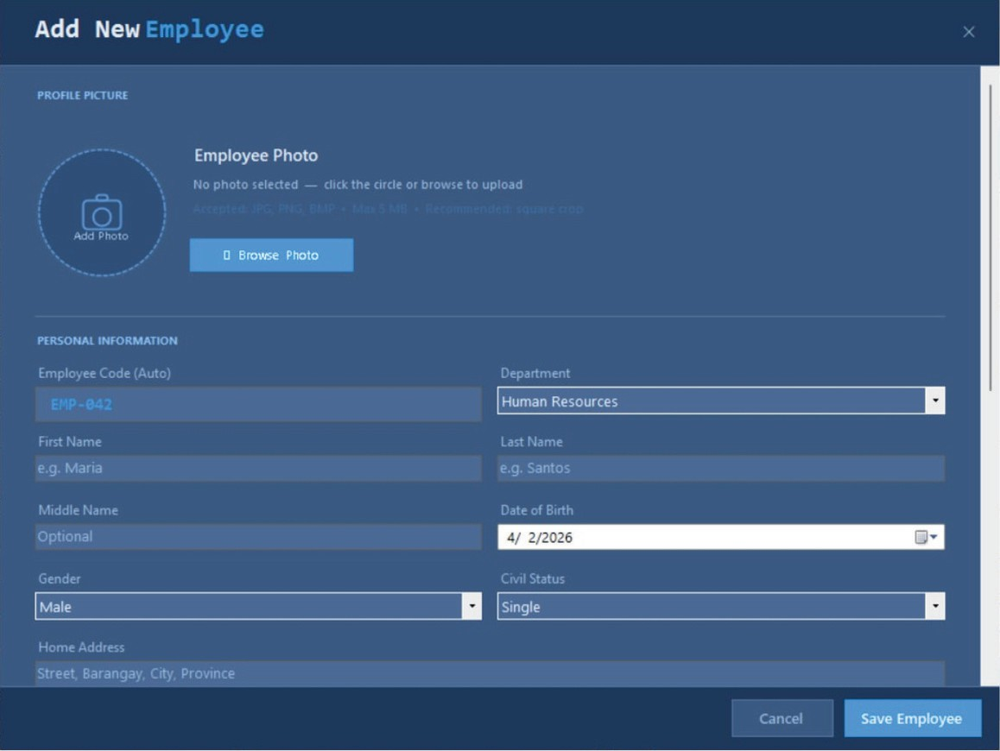 Add New Employee
×
PROFILE PICTURE
Employee Photo
No photo selected — click the circle or browse to upload
Accepted: JPG, PNG, BMP • Max 5 MB • Recommended: square crop
Add Photo
Browse Photo
PERSONAL INFORMATION
Employee Code (Auto)
Department
EMP-042
Human Resources
First Name
Last Name
e.g. Maria
e.g. Santos
Middle Name
Date of Birth
Optional
4/ 2/2026
Gender
Civil Status
Male
Single
Home Address
Street, Barangay, City, Province
Cancel
Save Employee